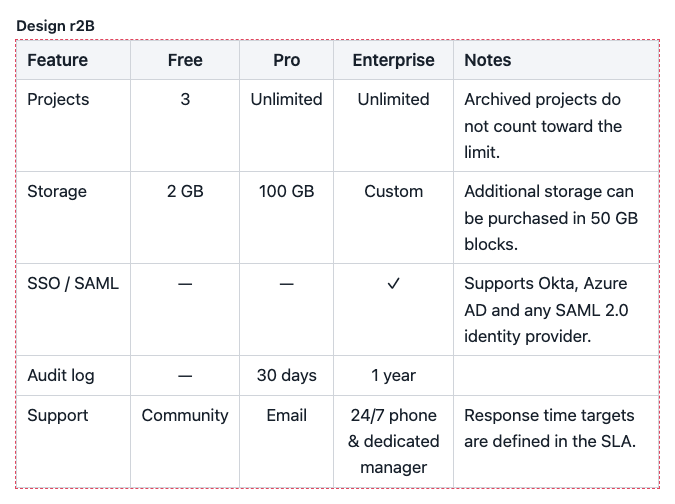 Design r2B
Feature Free Pro Enterprise Notes
Projects 3 Unlimited Unlimited Archived projects do
not count toward the
limit.
Storage 2 GB 100 GB Custom Additional storage can
be purchased in 50 GB
blocks.
SSO / SAML — — ✓ Supports Okta, Azure
AD and any SAML 2.0
identity provider.
Audit log — 30 days 1 year
Support Community Email 24/7 phone Response time targets
& dedicated are defined in the SLA.
manager